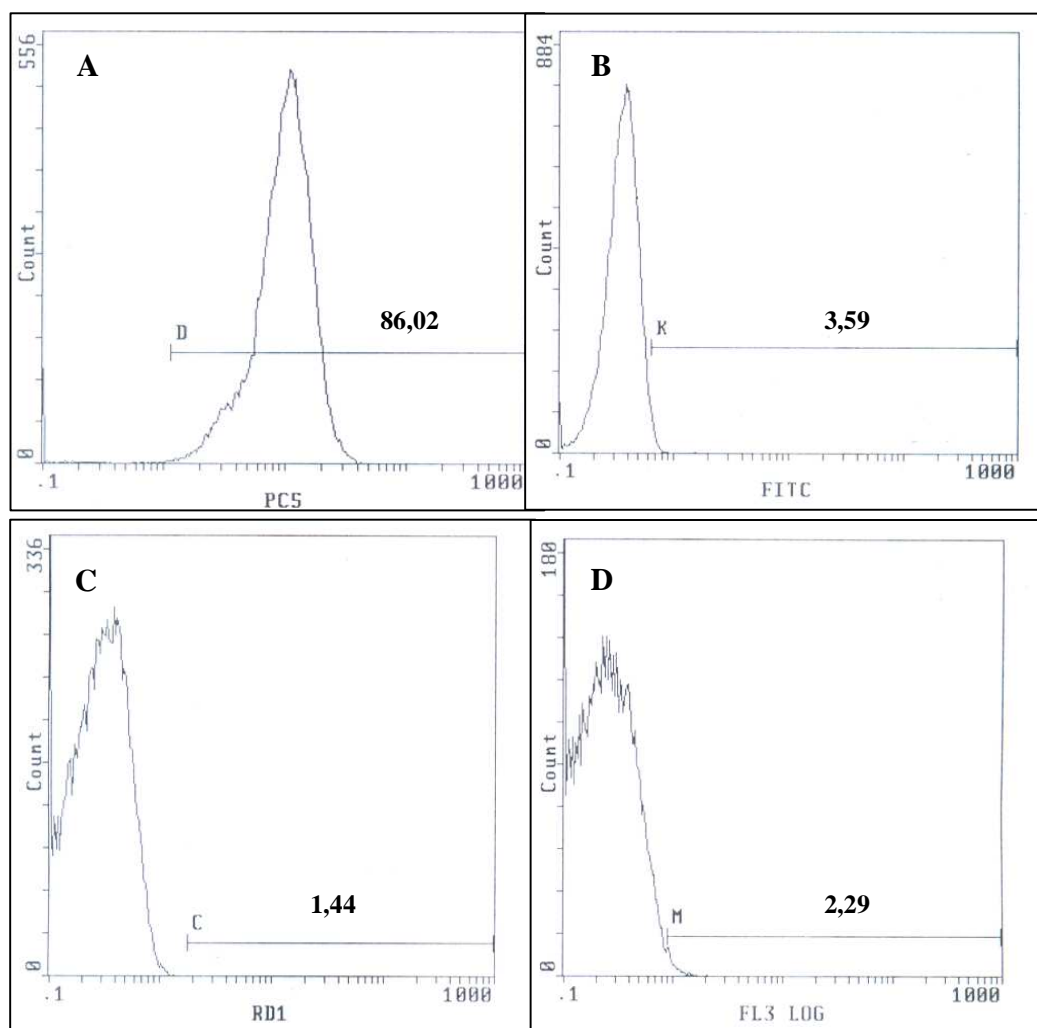 556
A
Count
D
86,02
0
.1
1000
PC5
884
B
Count
K
3,59
0
.1
1000
FITC
336
C
Count
C
1,44
0
.1
1000
RD1
180
D
Count
M
2,29
0
.1
1000
FL3 LOG